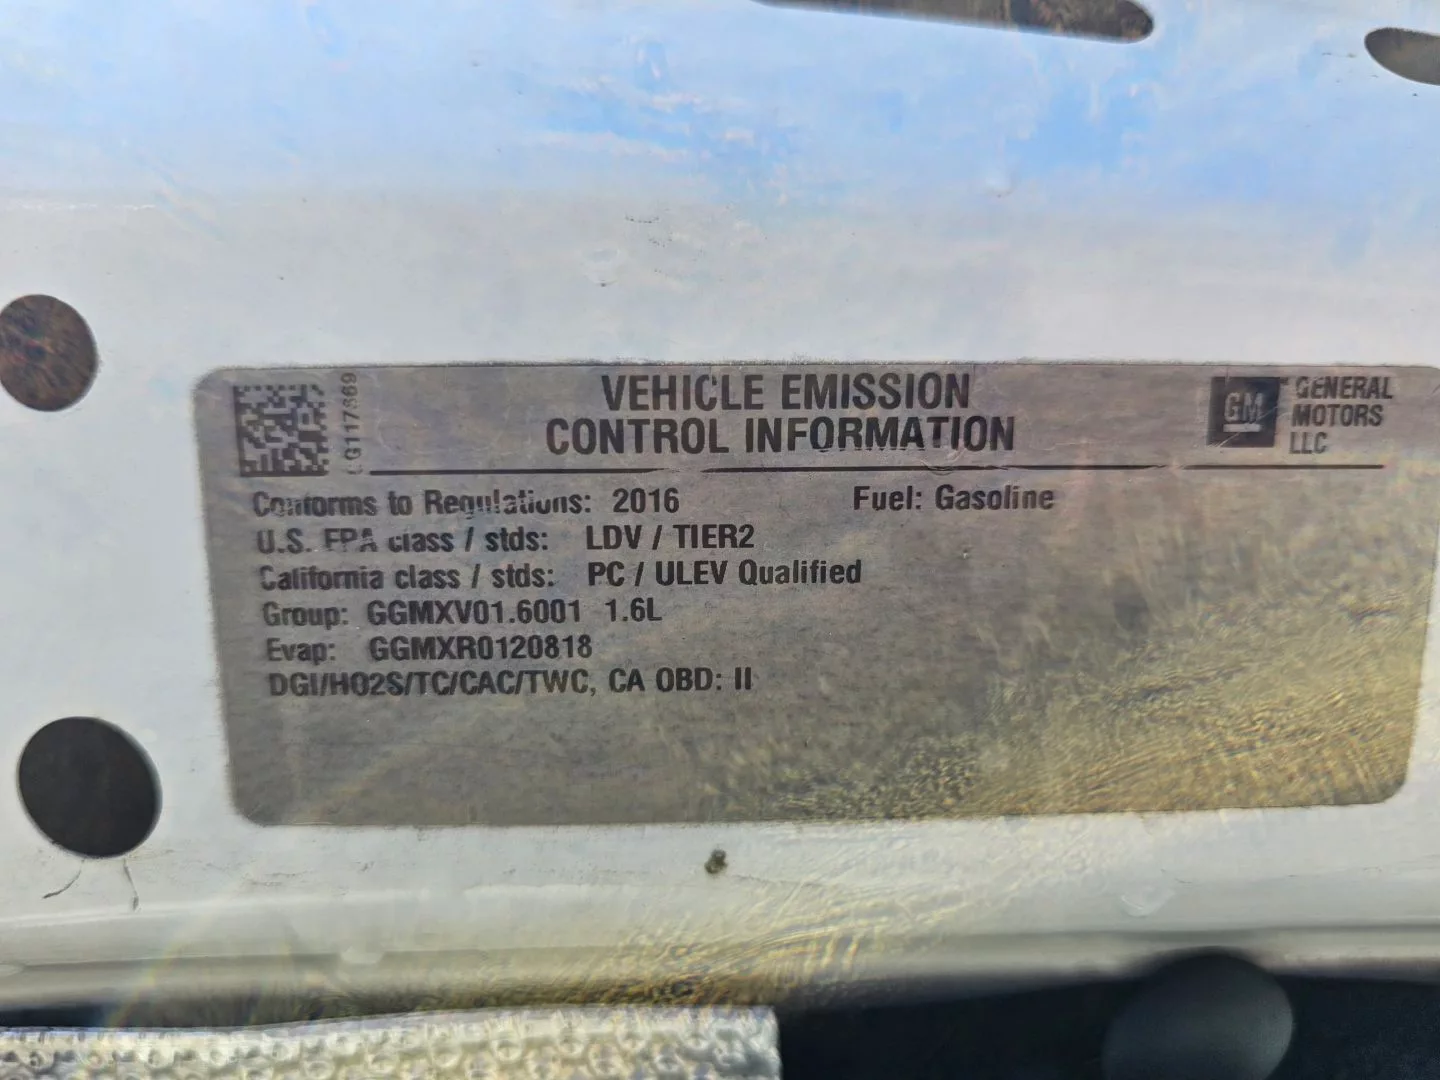 VEHICLE EMISSION
CONTROL INFORMATION
GM
GENERAL
MOTORS
LLC
Conforms to Regulations: 2016 Fuel: Gasoline
U.S. EPA class / stds: LDV / TIER2
California class / stds: PC / ULEV Qualified
Group: GGMXV01.6001 1.6L
Evap: GGMXR0120818
DGI/HO2S/TC/CAC/TWC, CA OBD: II